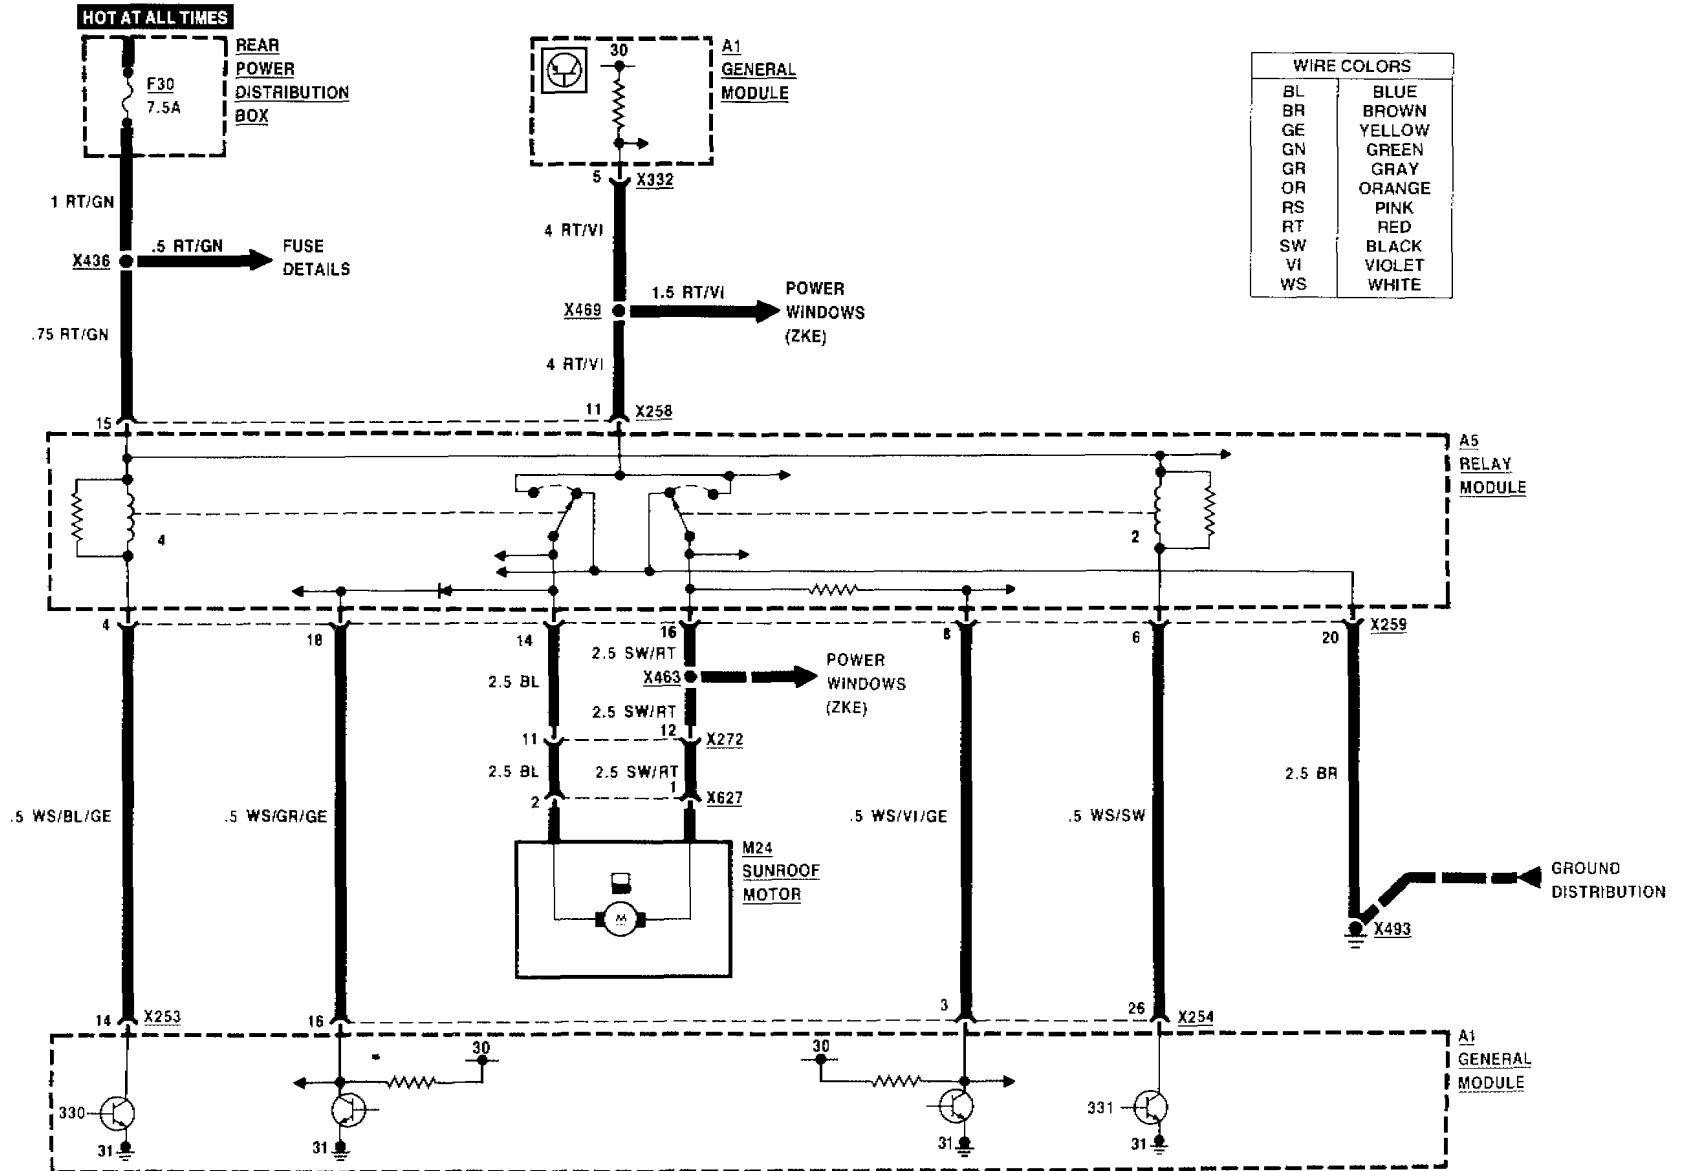 HOT AT ALL TIMES
REAR
POWER
DISTRIBUTION
BOX
F30
7.5A
30
A1
GENERAL
MODULE
WIRE COLORS
BL BLUE
BR BROWN
GE YELLOW
GN GREEN
GR GRAY
OR ORANGE
RS PINK
RT RED
SW BLACK
VI VIOLET
WS WHITE
5 X332
1 RT/GN
4 RT/VI
X436
.5 RT/GN
FUSE
DETAILS
X469
1.5 RT/VI
POWER
WINDOWS
(ZKE)
.75 RT/GN
4 RT/VI
15
11 X258
A5
RELAY
MODULE
4
2
4
18
14
16
8
6
20
X259
2.5 SW/RT
2.5 BL
X463
POWER
WINDOWS
(ZKE)
2.5 SW/RT
11
12
X272
2.5 BL
2.5 SW/RT
2
1
X627
2.5 BR
.5 WS/BL/GE
.5 WS/GR/GE
.5 WS/VI/GE
.5 WS/SW
M24
SUNROOF
MOTOR
M
GROUND
DISTRIBUTION
X493
14 X253
16
3
26 X254
A1
GENERAL
MODULE
30
30
330
331
31
31
31
31